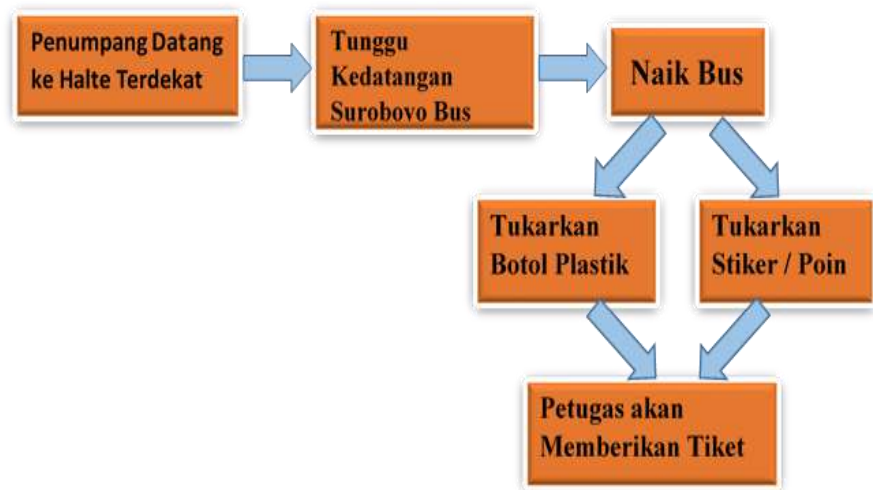 Penumpang Datang
ke Halte Terdekat
Tunggu
Kedatangan
Surobovo Bus
Naik Bus
Tukarkan
Botol Plastik
Tukarkan
Stiker / Poin
Petugas akan
Memberikan Tiket